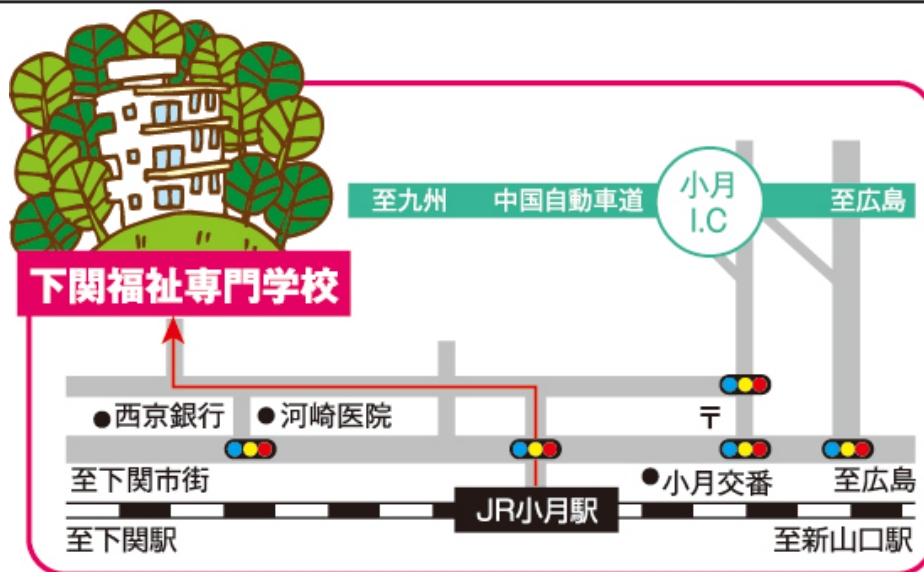 至九州
中国自動車道
小月
I.C
至広島
下関福祉専門学校
西京銀行
河崎医院
〒
至下関市街
小月交番
至広島
JR小月駅
至下関駅
至新山口駅